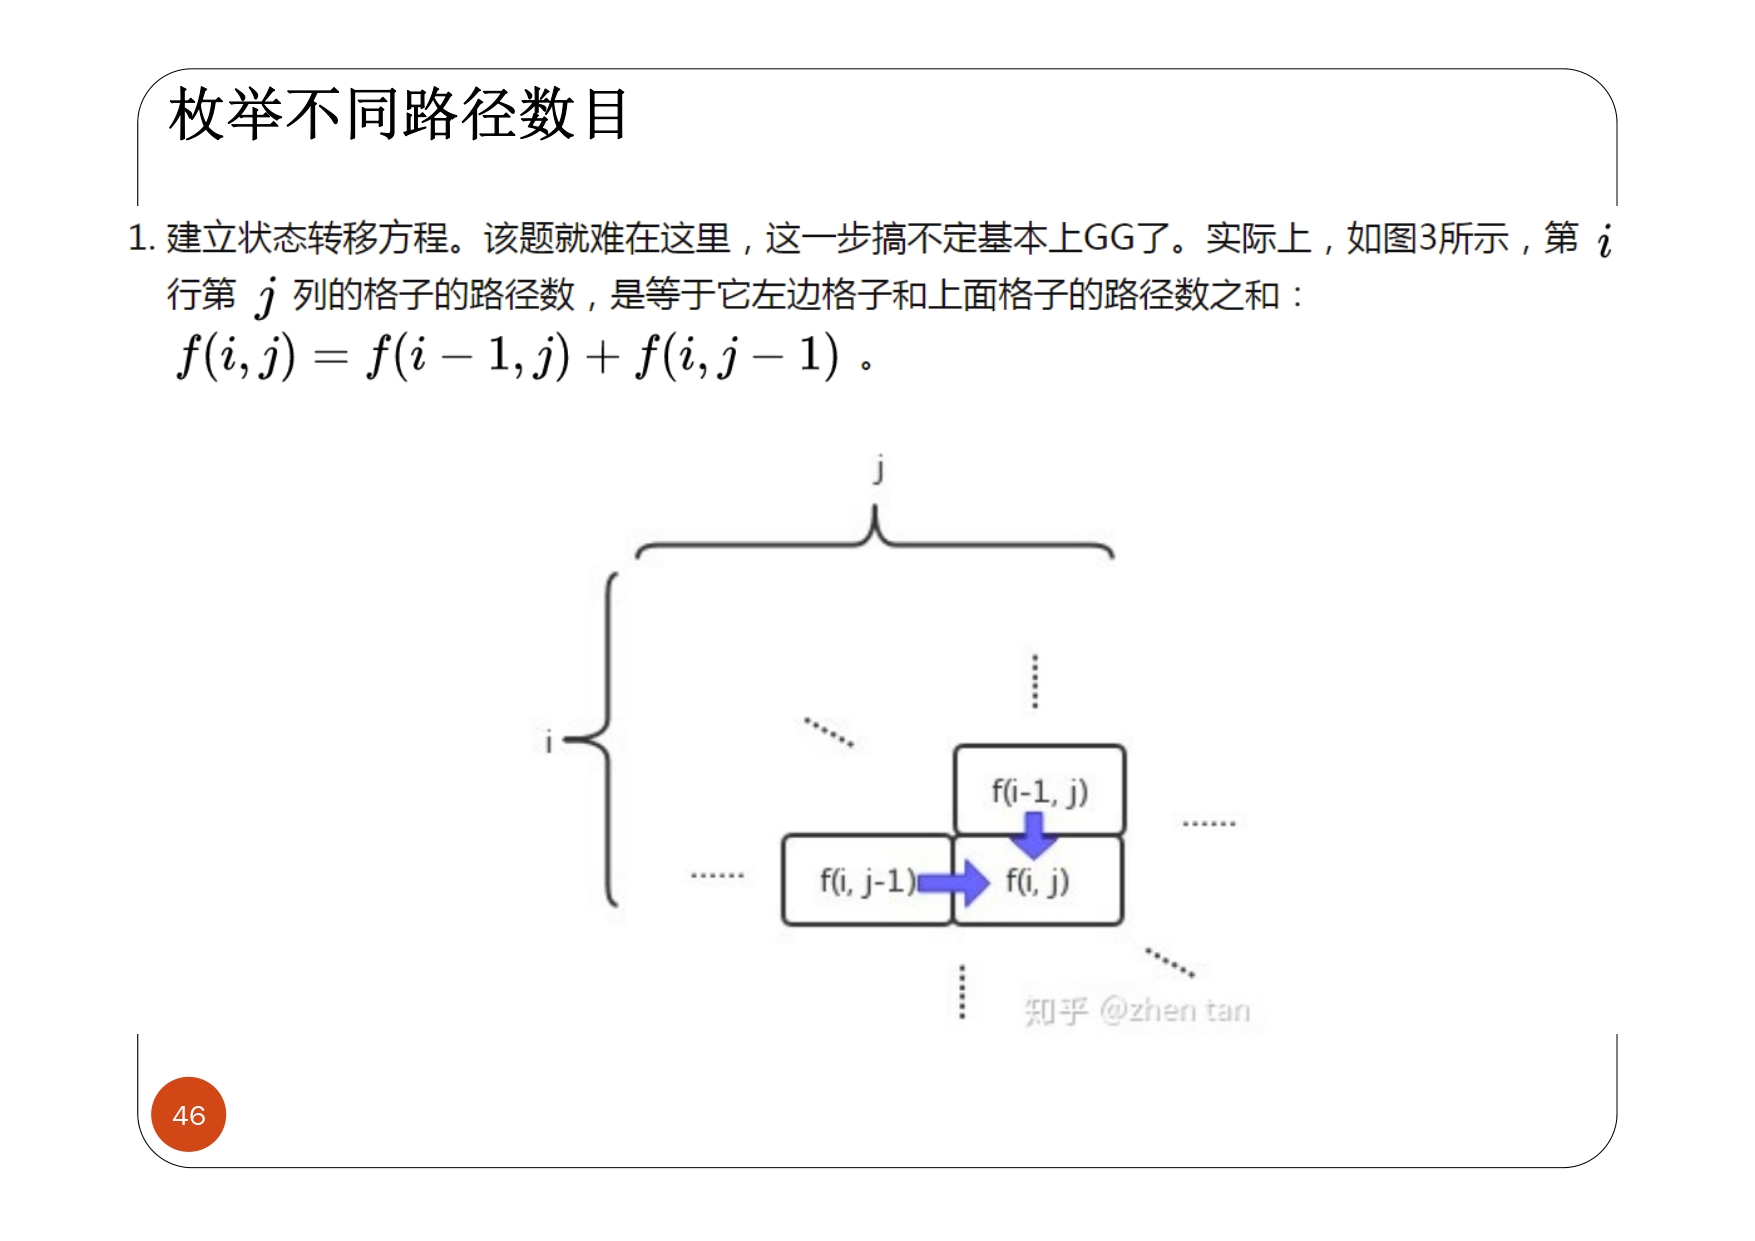 枚举不同路径数目
1. 建立状态转移方程。该题就难在这里，这一步搞不定基本上GG了。实际上，如图3所示，第 i
行第 j 列的格子的路径数，是等于它左边格子和上面格子的路径数之和：
f(i, j) = f(i − 1, j) + f(i, j − 1) 。
j
i
f(i-1, j)
......
......
f(i, j-1)
f(i, j)
知乎 @zhen tan
46